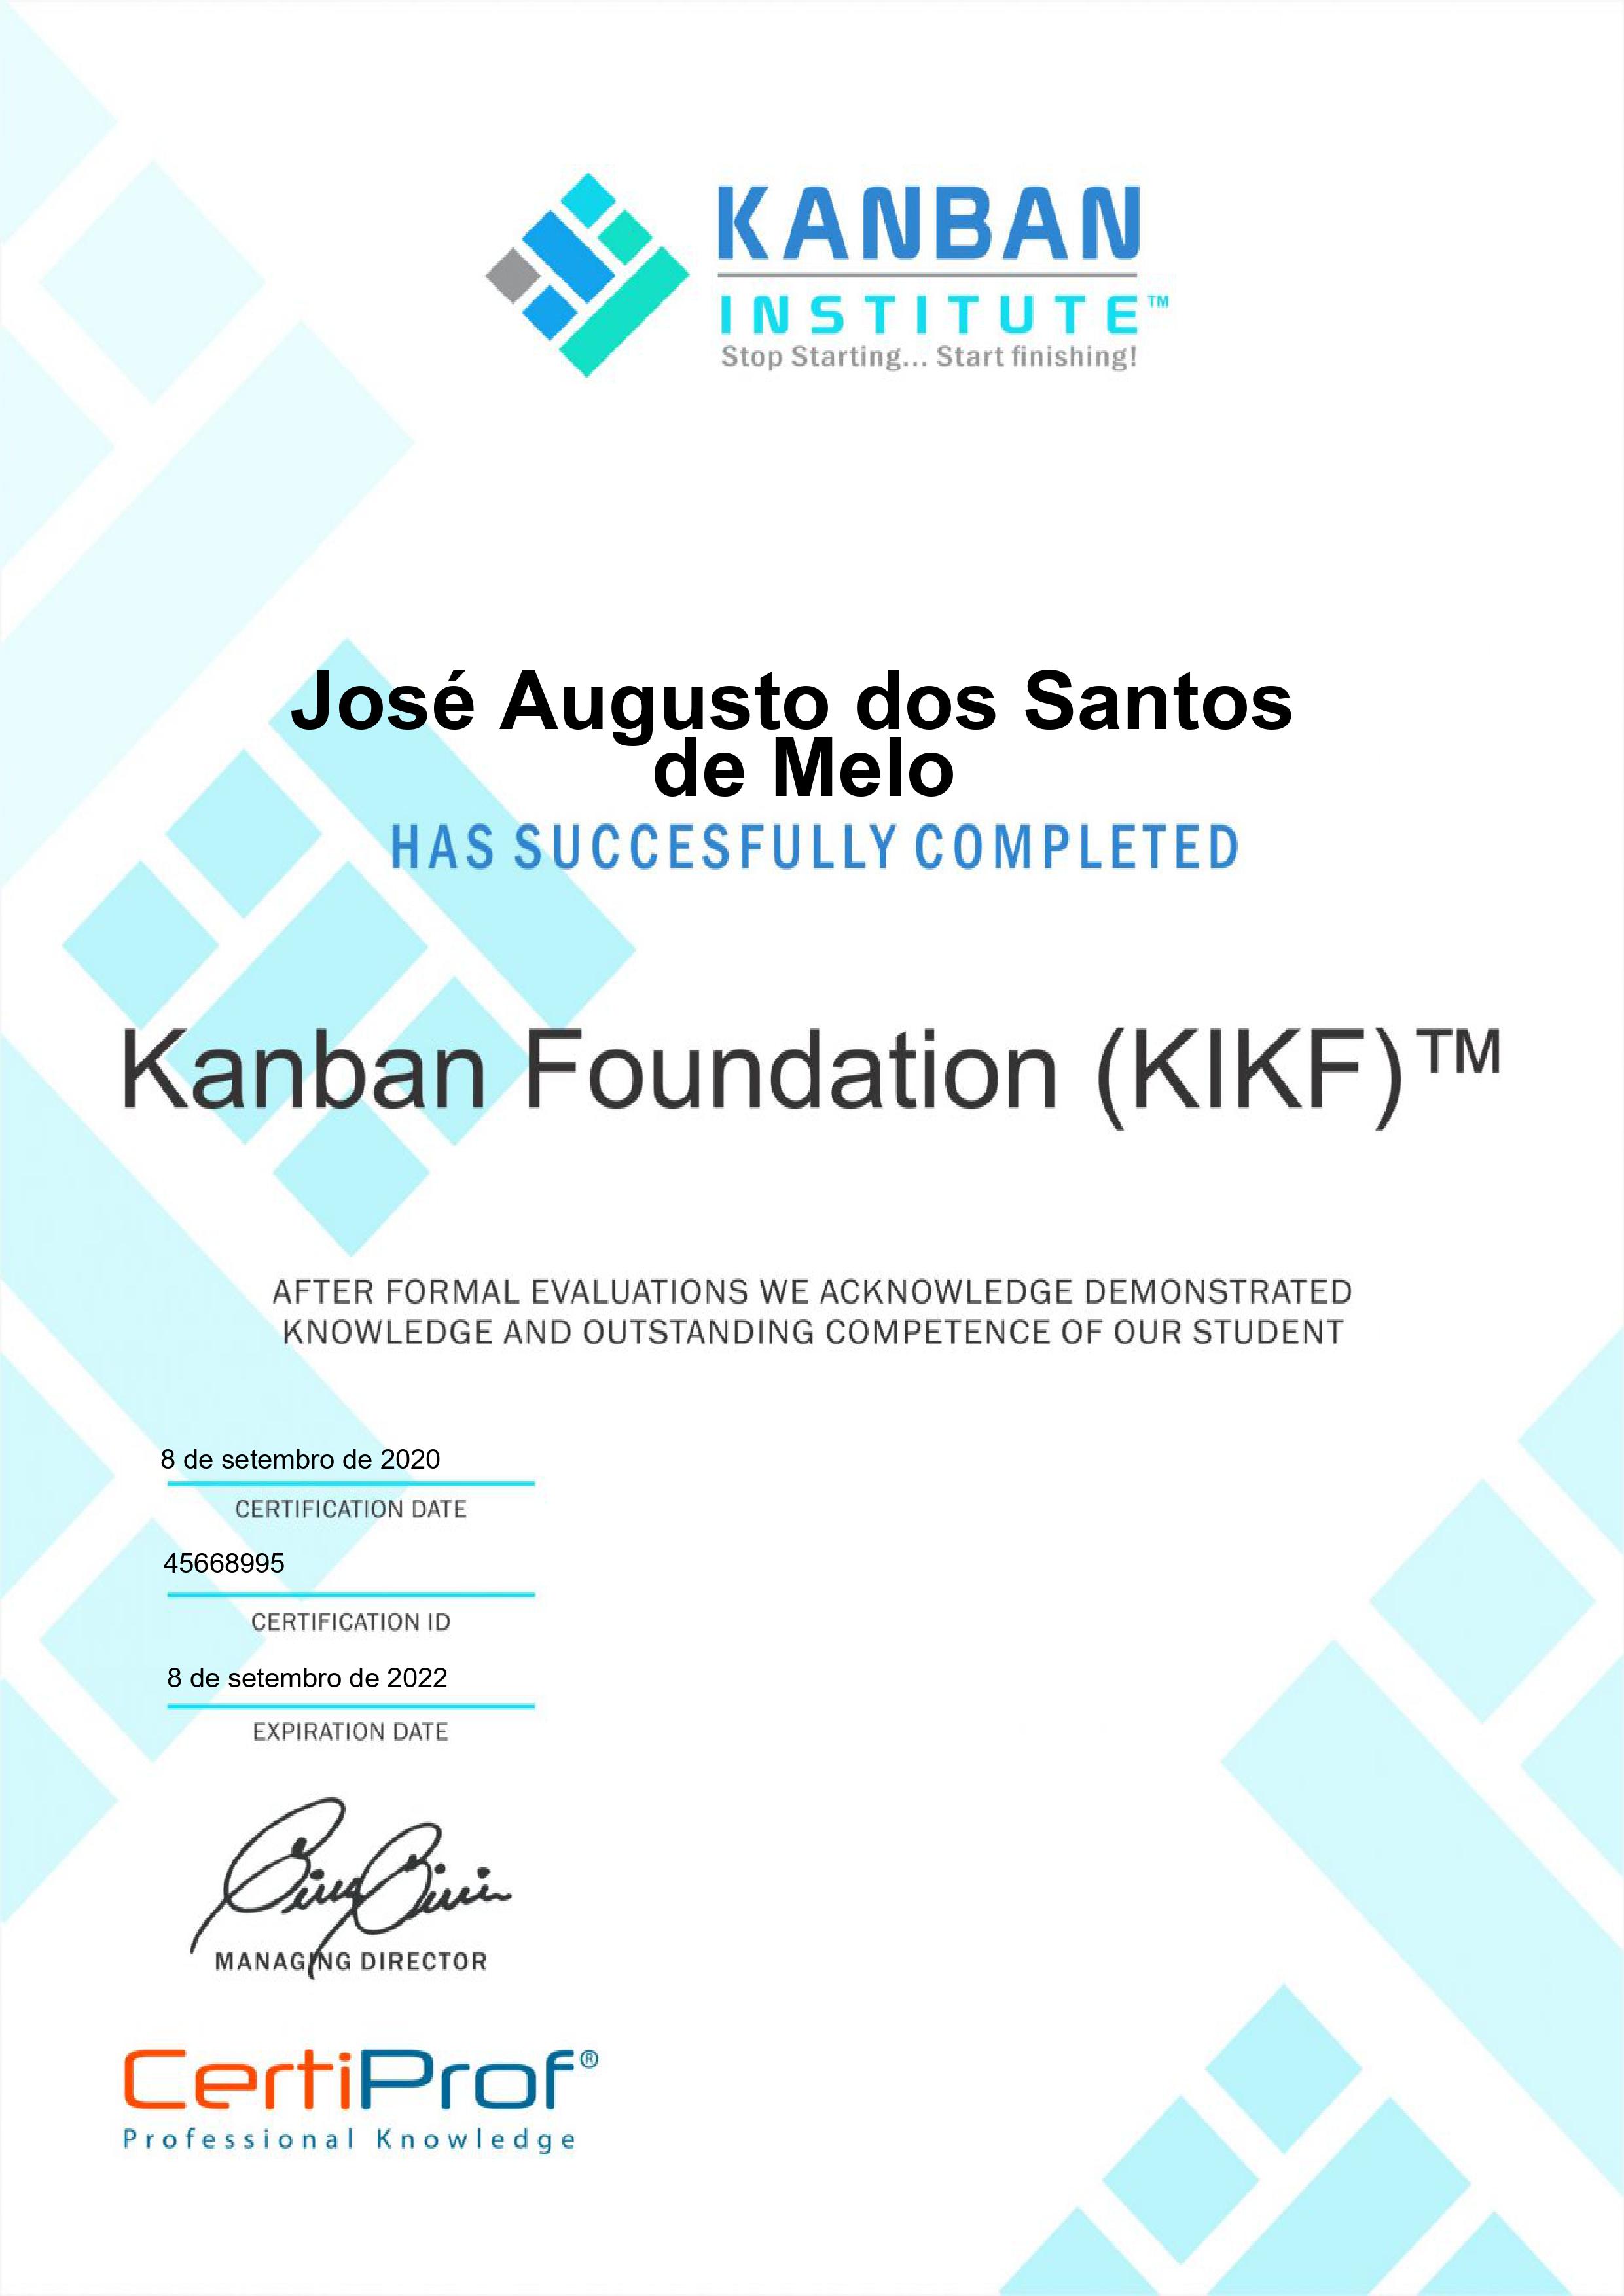 KANBAN
INSTITUTE™
Stop Starting... Start finishing!
José Augusto dos Santos
de Melo
HAS SUCCESFULLY COMPLETED
Kanban Foundation (KIKF)™
AFTER FORMAL EVALUATIONS WE ACKNOWLEDGE DEMONSTRATED
KNOWLEDGE AND OUTSTANDING COMPETENCE OF OUR STUDENT
8 de setembro de 2020
CERTIFICATION DATE
45668995
CERTIFICATION ID
8 de setembro de 2022
EXPIRATION DATE
MANAGING DIRECTOR
CertiProf®
Professional Knowledge